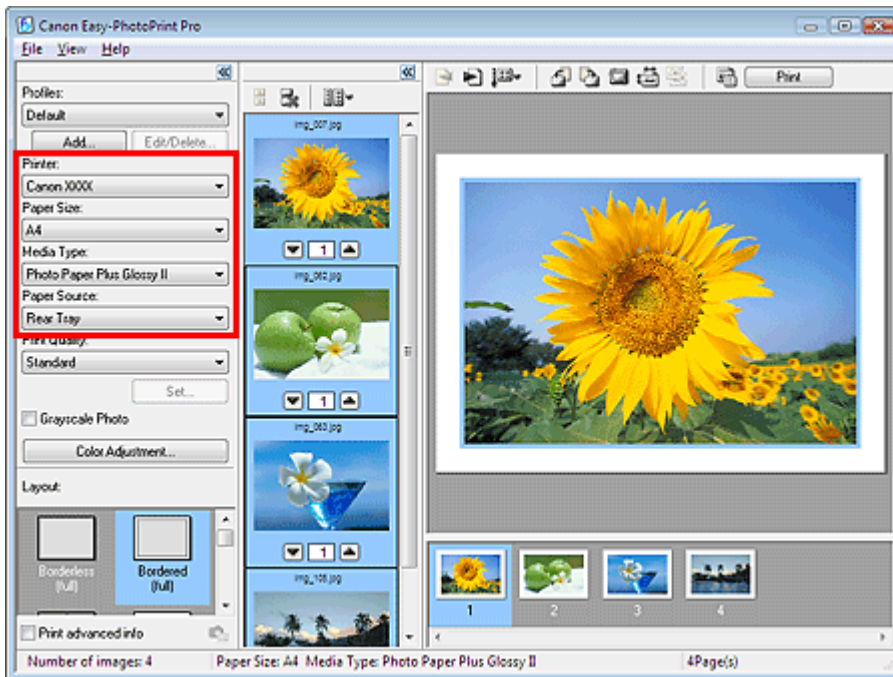 Canon Easy-PhotoPrint Pro
File View Help
Profiles:
Default
Add... Edit/Delete...
Printer:
Canon XXXX
Paper Size:
A4
Media Type:
Photo Paper Plus Glossy II
Paper Source:
Rear Tray
Print Quality:
Standard
Set...
Grayscale Photo
Color Adjustment...
Layout:
Borderless
(full)
Bordered
(full)
Print advanced info
img_007.jpg
1
img_062.jpg
1
img_063.jpg
1
img_105.jpg
Print
1 2 3 4
Number of images: 4 Paper Size: A4 Media Type: Photo Paper Plus Glossy II 4Page(s)